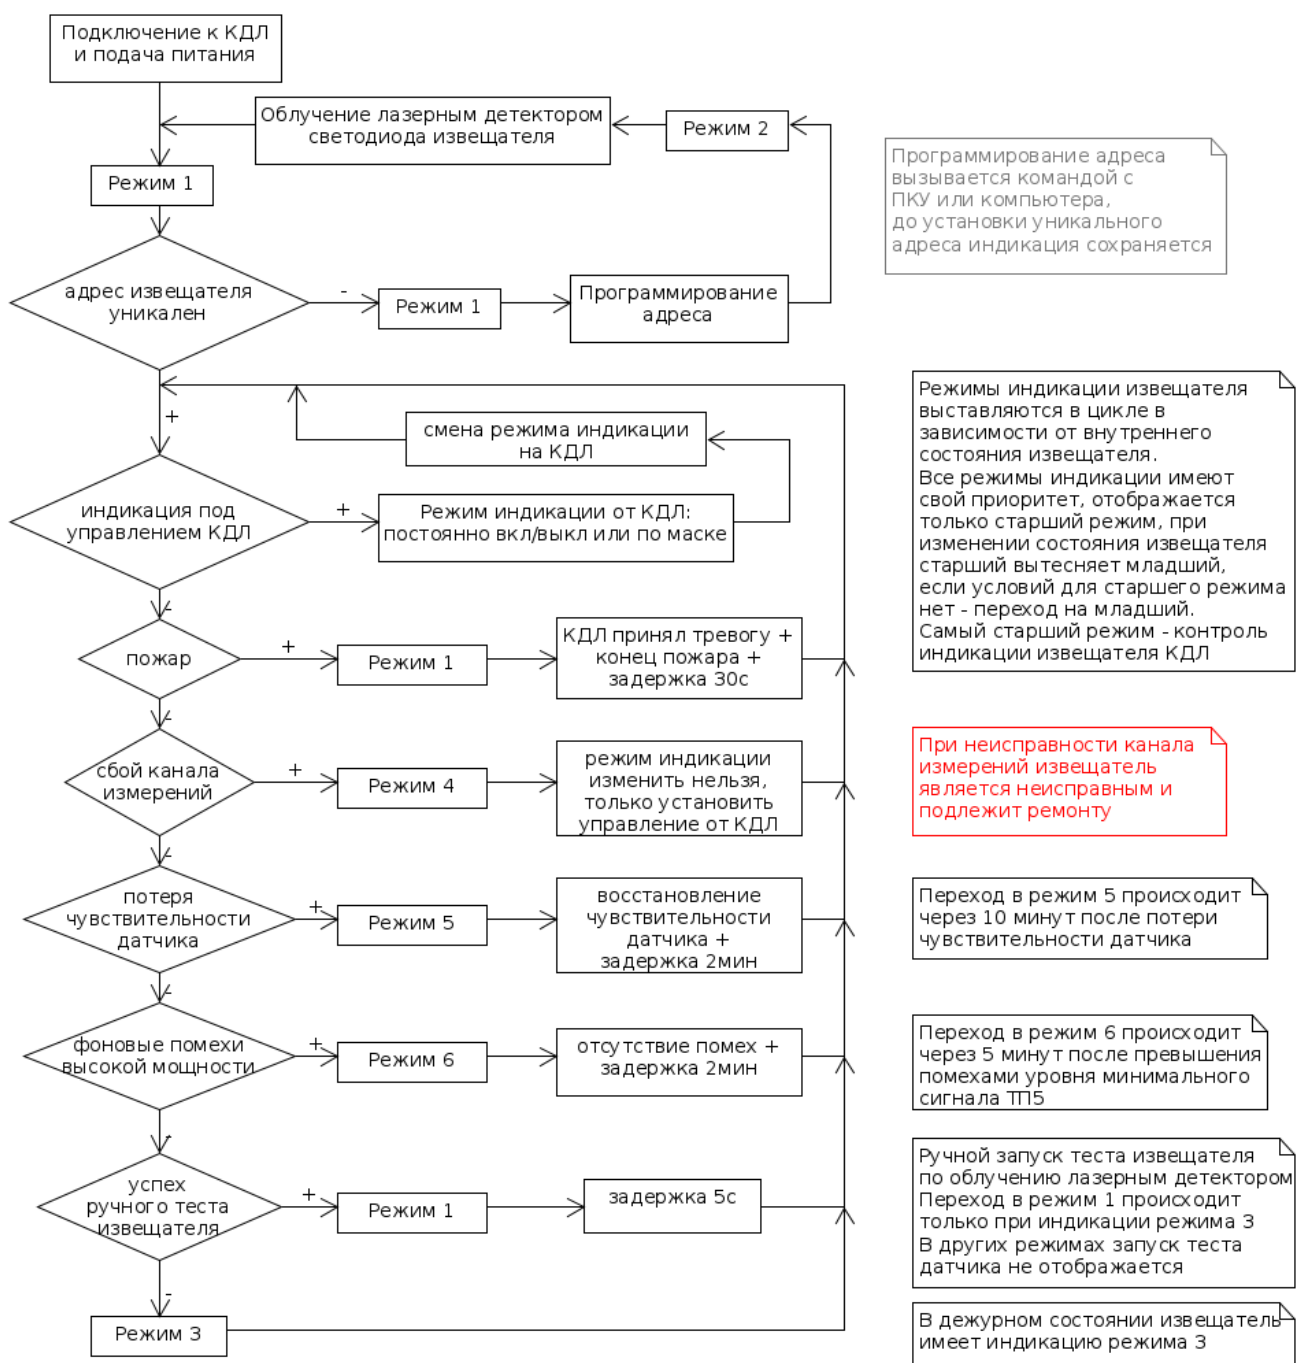 Подключение к КДЛ
и подача питания
Облучение лазерным детектором
светодиода извещателя
Режим 2
Режим 1
Программирование адреса
вызывается командой с
ПКУ или компьютера,
до установки уникального
адреса индикация сохраняется
адрес извещателя
уникален
-
Режим 1
Программирование
адреса
+
смена режима индикации
на КДЛ
Режимы индикации извещателя
выставляются в цикле в
зависимости от внутреннего
состояния извещателя.
Все режимы индикации имеют
свой приоритет, отображается
только старший режим, при
изменении состояния извещателя
старший вытесняет младший,
если условий для старшего режима
нет - переход на младший.
Самый старший режим - контроль
индикации извещателя КДЛ
индикация под
управлением КДЛ
+
Режим индикации от КДЛ:
постоянно вкл/выкл или по маске
-
пожар
+
Режим 1
КДЛ принял тревогу +
конец пожара +
задержка 30с
-
сбой канала
измерений
+
Режим 4
режим индикации
изменить нельзя,
только установить
управление от КДЛ
При неисправности канала
измерений извещатель
является неисправным и
подлежит ремонту
-
потеря
чувствительности
датчика
+
Режим 5
восстановление
чувствительности
датчика +
задержка 2мин
Переход в режим 5 происходит
через 10 минут после потери
чувствительности датчика
-
фоновые помехи
высокой мощности
+
Режим 6
отсутствие помех +
задержка 2мин
Переход в режим 6 происходит
через 5 минут после превышения
помехами уровня минимального
сигнала ТП5
-
успех
ручного теста
извещателя
+
Режим 1
задержка 5с
Ручной запуск теста извещателя
по облучению лазерным детектором
Переход в режим 1 происходит
только при индикации режима 3
В других режимах запуск теста
датчика не отображается
-
Режим 3
В дежурном состоянии извещатель
имеет индикацию режима 3